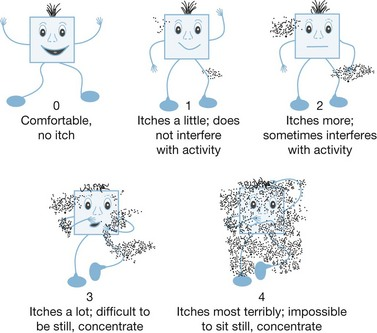 0
Comfortable,
no itch
1
Itches a little; does
not interfere
with activity
2
Itches more;
sometimes interferes
with activity
3
Itches a lot; difficult to
be still, concentrate
4
Itches most terribly; impossible
to sit still, concentrate